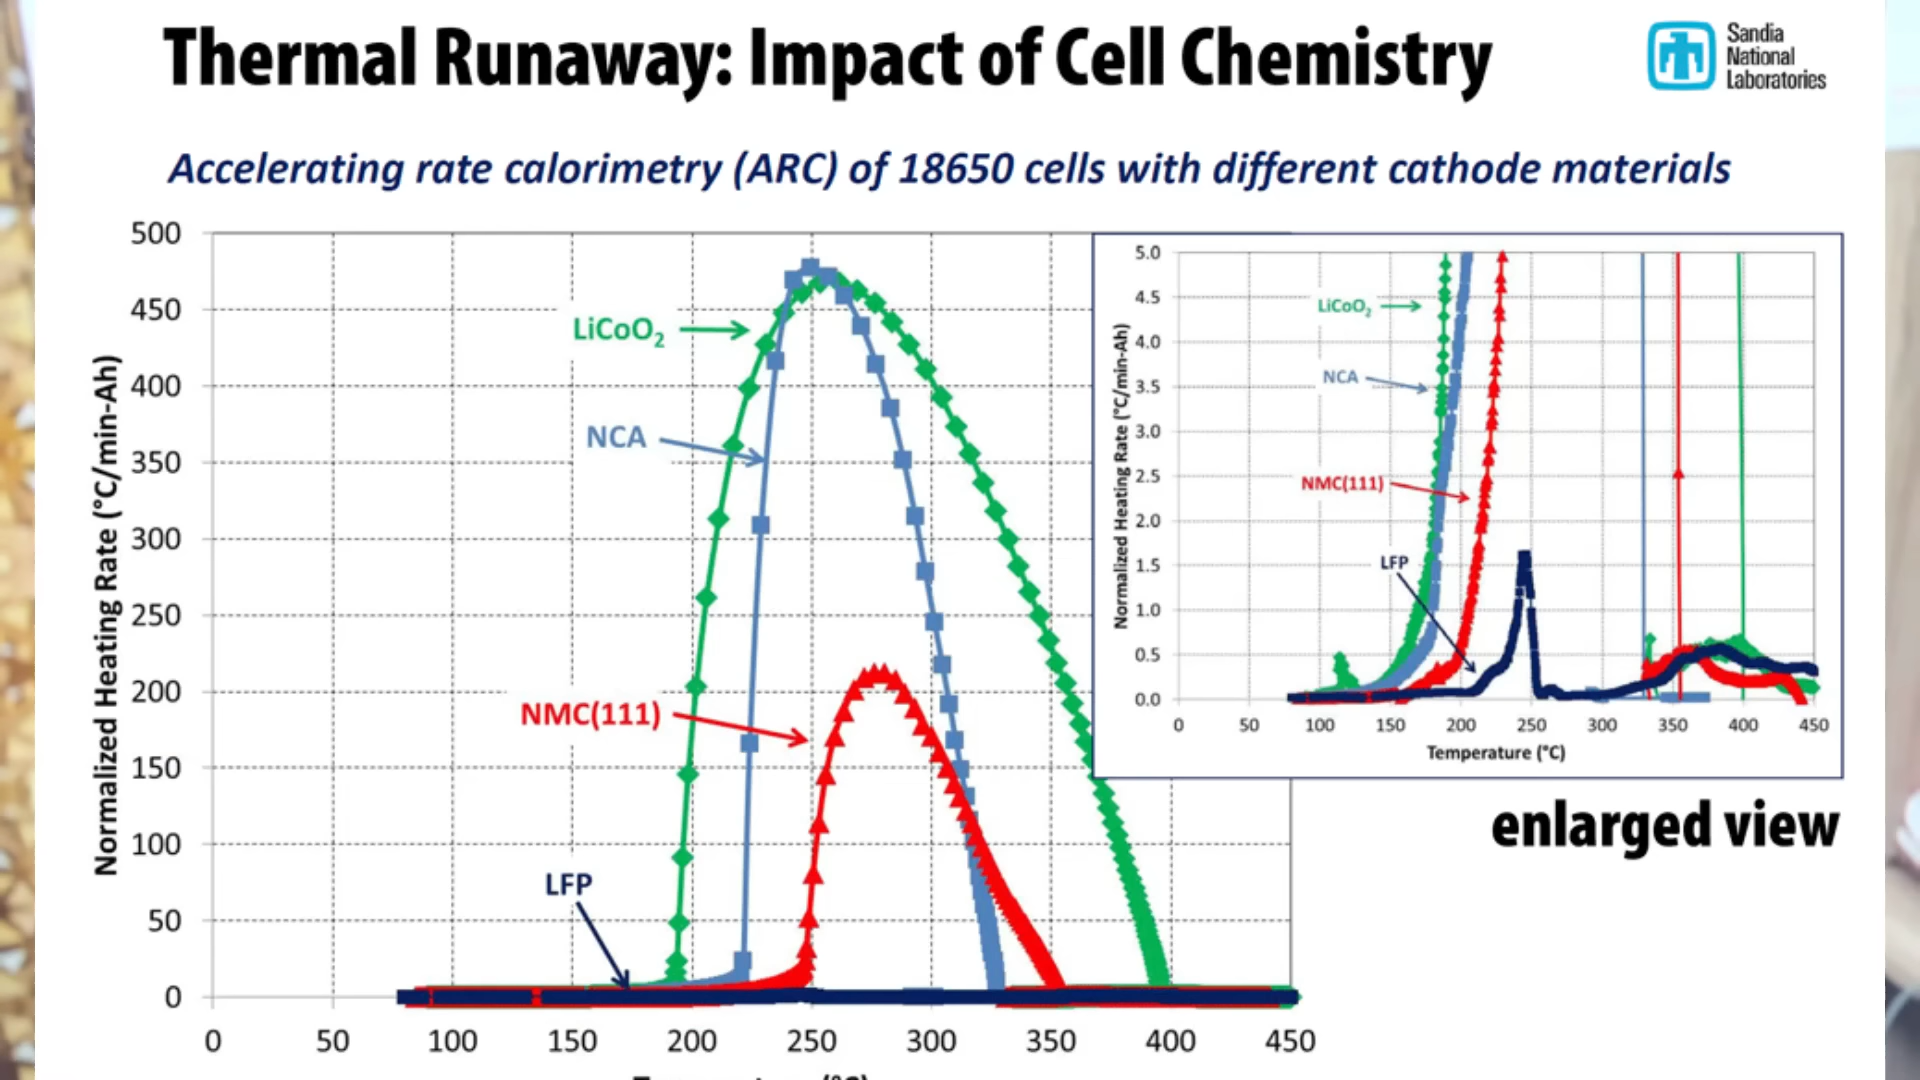 Thermal Runaway: Impact of Cell Chemistry
Sandia
National
Laboratories
Accelerating rate calorimetry (ARC) of 18650 cells with different cathode materials
Normalized Heating Rate (°C/min-Ah)
500
450
400
350
300
250
200
150
100
50
0
LiCoO₂
NCA
NMC(111)
LFP
0 50 100 150 200 250 300 350 400 450
Temperature (°C)
Normalized Heating Rate (°C/min-Ah)
5.0
4.5
4.0
3.5
3.0
2.5
2.0
1.5
1.0
0.5
0.0
LiCoO₂
NCA
NMC(111)
LFP
0 50 100 150 200 250 300 350 400 450
Temperature (°C)
enlarged view